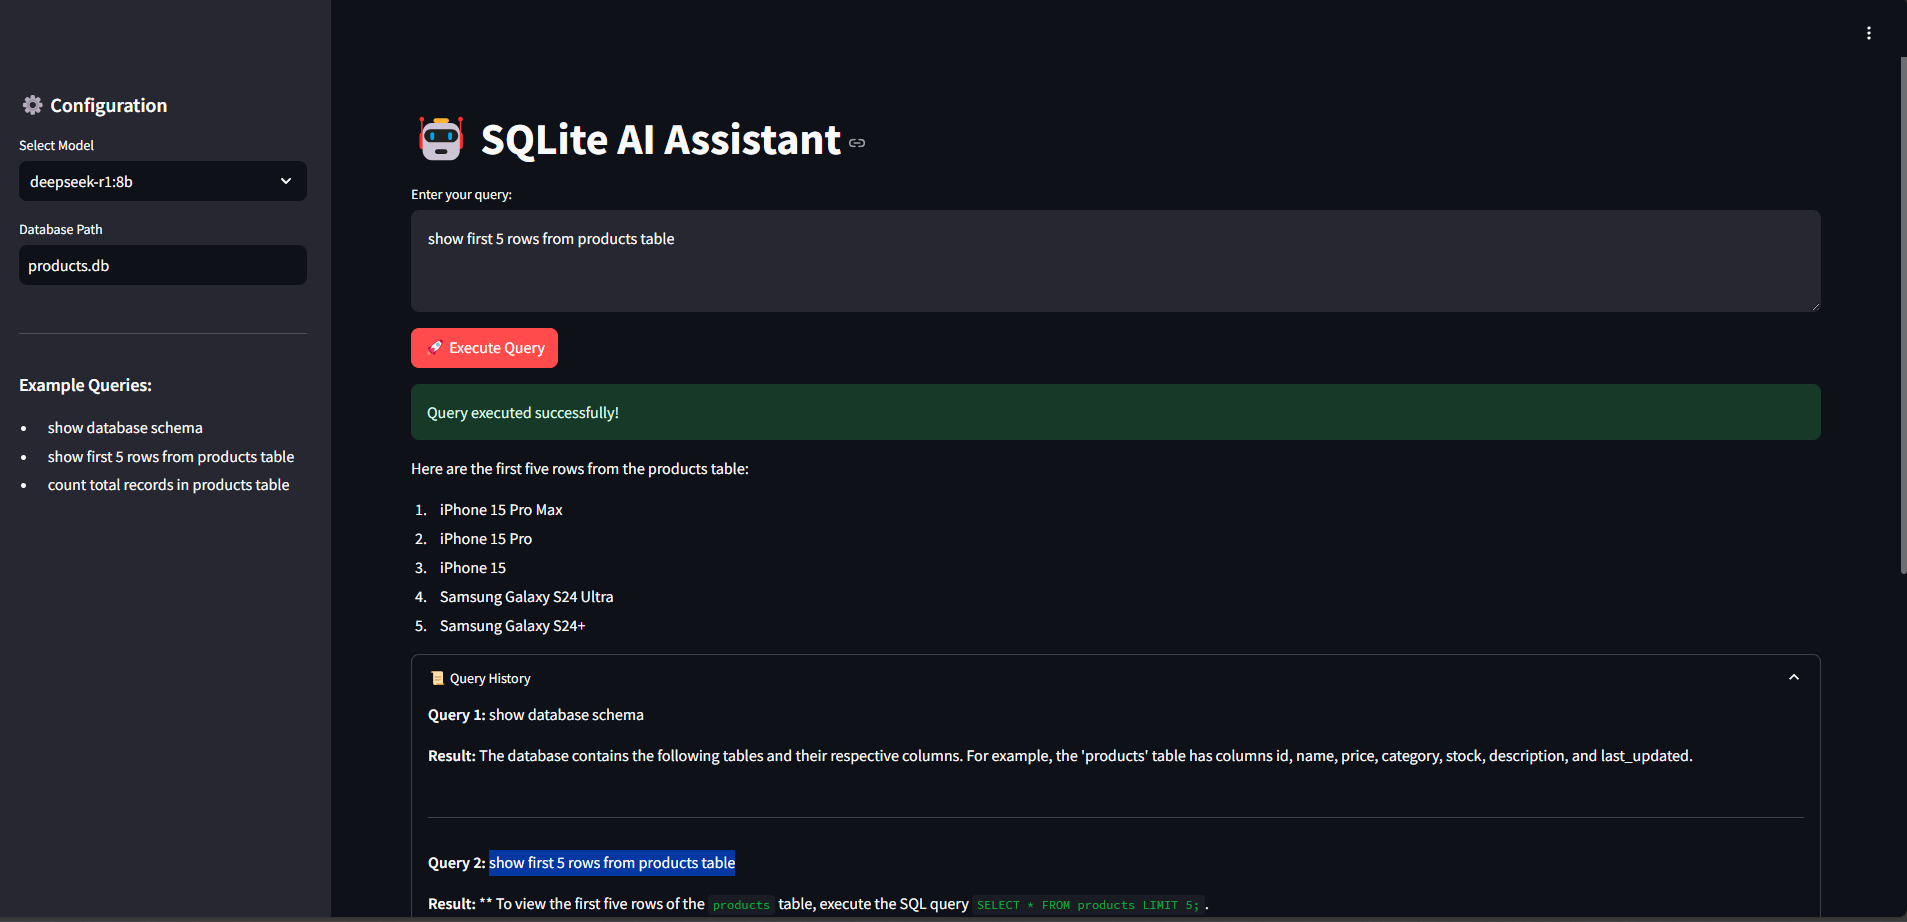 Configuration
Select Model
deepseek-r1:8b
Database Path
products.db
Example Queries:
• show database schema
• show first 5 rows from products table
• count total records in products table
SQLite AI Assistant
Enter your query:
show first 5 rows from products table
Execute Query
Query executed successfully!
Here are the first five rows from the products table:
1. iPhone 15 Pro Max
2. iPhone 15 Pro
3. iPhone 15
4. Samsung Galaxy S24 Ultra
5. Samsung Galaxy S24+
Query History
Query 1: show database schema
Result: The database contains the following tables and their respective columns. For example, the 'products' table has columns id, name, price, category, stock, description, and last_updated.
Query 2: show first 5 rows from products table
Result: ** To view the first five rows of the products table, execute the SQL query SELECT * FROM products LIMIT 5; .